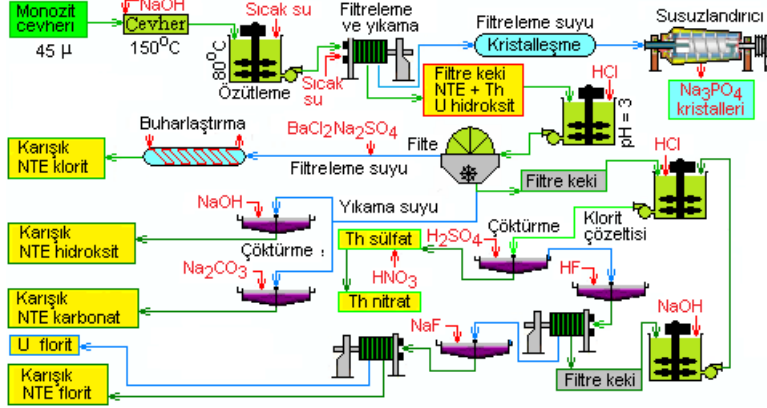 Monozit
cevheri
45 µ
NaOH
Cevher
150°C
Sıcak su
80°C
Özütleme
Sıcak
su
Filtreleme
ve yıkama
Filtreleme suyu
Kristalleşme
Susuzlandırıcı
Na3PO4
kristalleri
Filtre keki
NTE + Th
U hidroksit
HCl
pH = 3
Buharlaştırma
BaCl2Na2SO4
Filtreleme suyu
Filte
Karışık
NTE klorit
Filtre keki
HCl
NaOH
Yıkama suyu
Karışık
NTE hidroksit
Çöktürme
Na2CO3
Karışık
NTE karbonat
Th sülfat
H2SO4
HNO3
Th nitrat
Çöktürme
Klorit
çözeltisi
HF
NaOH
NaF
U florit
Karışık
NTE florit
Filtre keki